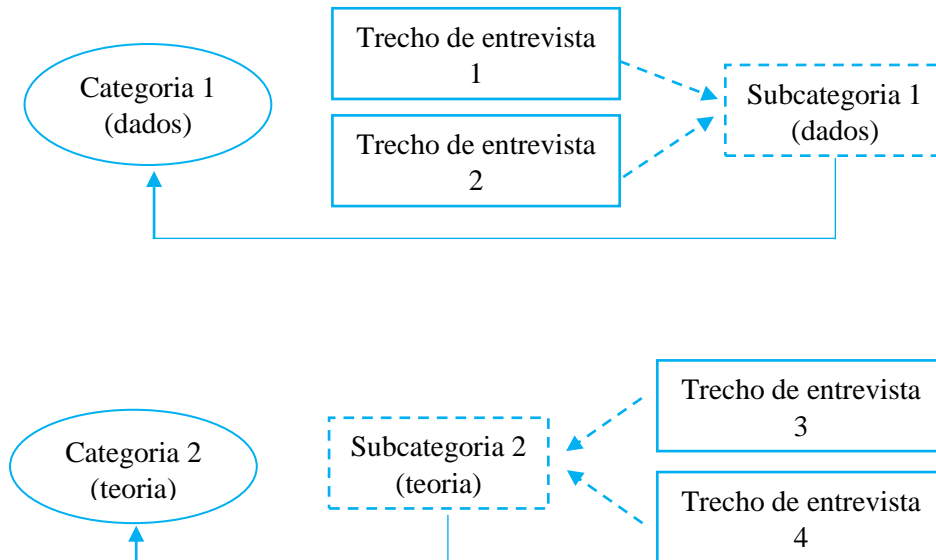 Categoria 1
(dados)
Trecho de entrevista
1
Trecho de entrevista
2
Subcategoria 1
(dados)
Categoria 2
(teoria)
Subcategoria 2
(teoria)
Trecho de entrevista
3
Trecho de entrevista
4